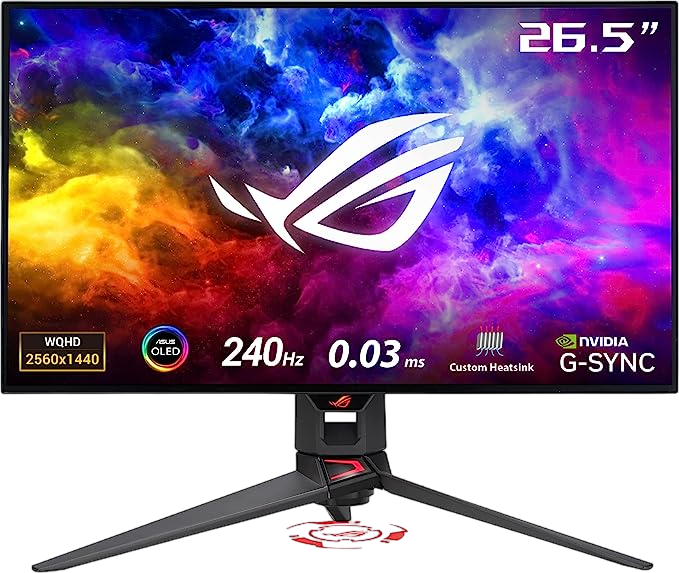 26.5”
WQHD
2560x1440
ASUS
OLED
240Hz
0.03 ms
Custom Heatsink
NVIDIA
G-SYNC